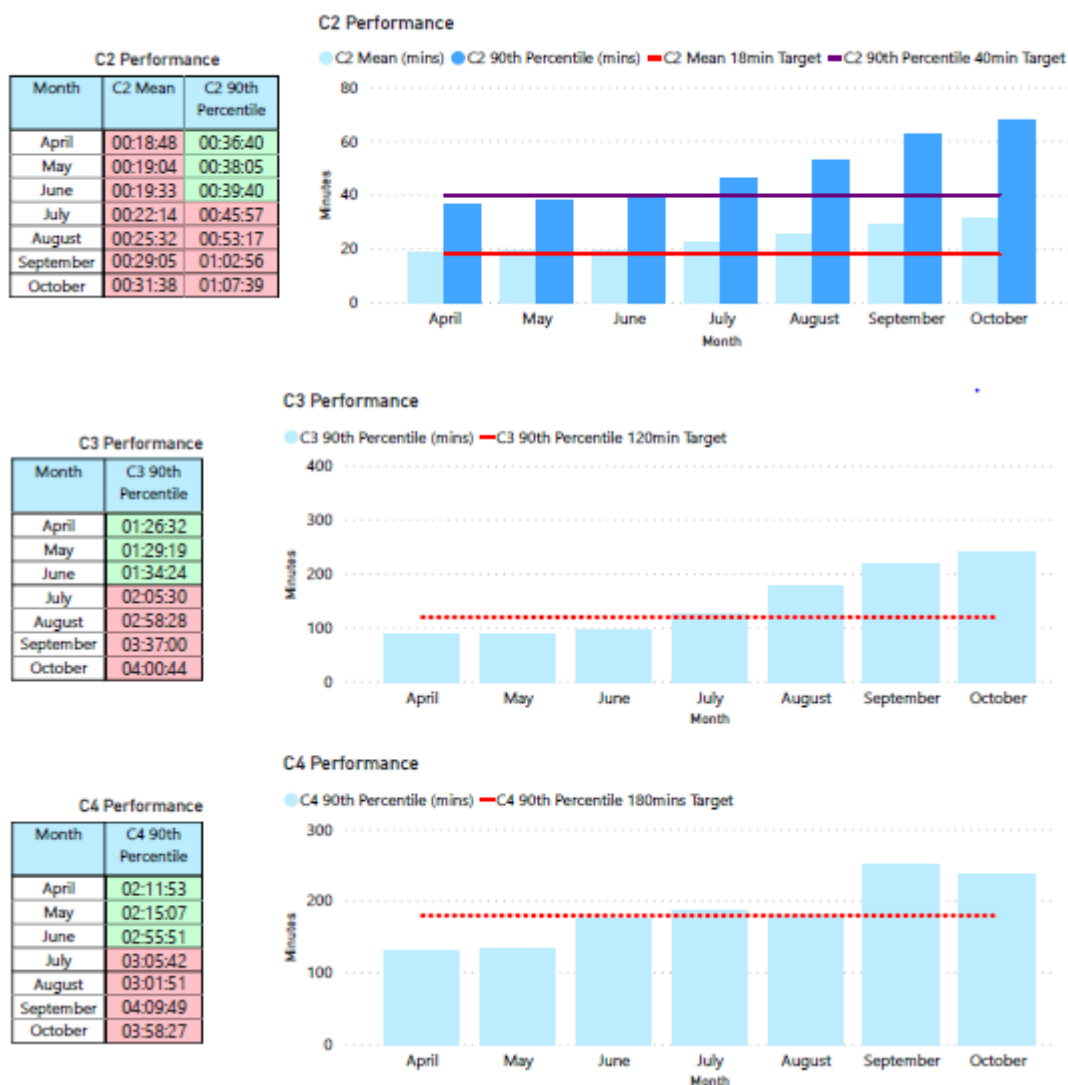 C2 Performance
C2 Performance
C2 Mean (mins) C2 90th Percentile (mins) C2 Mean 18min Target C2 90th Percentile 40min Target
Month C2 Mean C2 90th
Percentile
April 00:18:48 00:36:40
May 00:19:04 00:38:05
June 00:19:33 00:39:40
July 00:22:14 00:45:57
August 00:25:32 00:53:17
September 00:29:05 01:02:56
October 00:31:38 01:07:39
80
60
40
20
0
Minutes
April May June July August September October
Month
C3 Performance
C3 Performance
C3 90th Percentile (mins) C3 90th Percentile 120min Target
Month C3 90th
Percentile
April 01:26:32
May 01:29:19
June 01:34:24
July 02:05:30
August 02:58:28
September 03:37:00
October 04:00:44
400
300
200
100
0
Minutes
April May June July August September October
Month
C4 Performance
C4 Performance
C4 90th Percentile (mins) C4 90th Percentile 180mins Target
Month C4 90th
Percentile
April 02:11:53
May 02:15:07
June 02:55:51
July 03:05:42
August 03:01:51
September 04:09:49
October 03:58:27
300
200
100
0
Minutes
April May June July August September October
Month